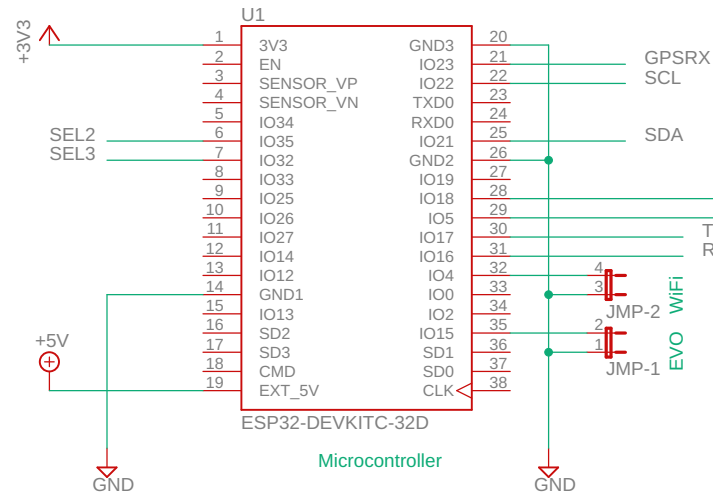 U1
+3V3
1 3V3 GND3 20
2 EN IO23 21 GPSRX
3 SENSOR_VP IO22 22 SCL
4 SENSOR_VN TXD0 23
5 IO34 RXD0 24
SEL2 6 IO35 IO21 25 SDA
SEL3 7 IO32 GND2 26
8 IO33 IO19 27
9 IO25 IO18 28
10 IO26 IO5 29
11 IO27 IO17 30 T
12 IO14 IO16 31 R
13 IO12 IO4 32 4
14 GND1 IO0 33 3
JMP-2 WiFi
15 IO13 IO2 34
+5V
16 SD2 IO15 35 2
17 SD3 SD1 36 1
JMP-1 EVO
18 CMD SD0 37
19 EXT_5V CLK 38
ESP32-DEVKITC-32D
Microcontroller
GND GND